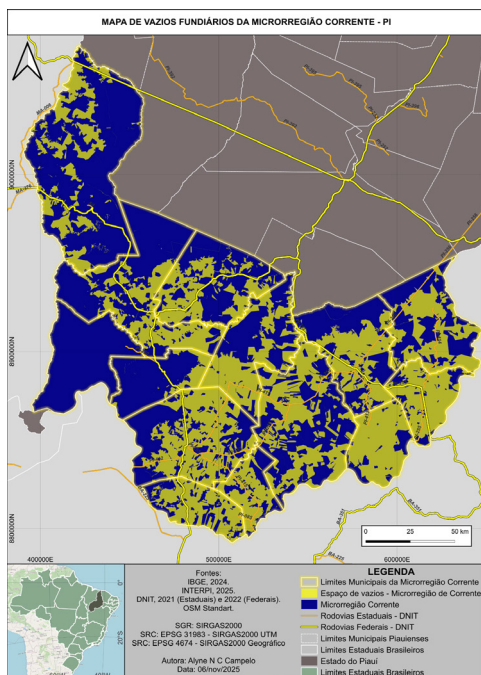 MAPA DE VAZIOS FUNDIÁRIOS DA MICRORREGIÃO CORRENTE - PI
9000000N
8900000N
8800000N
400000E
500000E
600000E
0 25 50 km
Fontes:
IBGE, 2024.
INTERPI, 2025.
DNIT, 2021 (Estaduais) e 2022 (Federais).
OSM Standart.
SGR: SIRGAS2000
SRC: EPSG 31983 - SIRGAS2000 UTM
SRC: EPSG 4674 - SIRGAS2000 Geográfico
Autora: Alyne N C Campelo
Data: 06/nov/2025
LEGENDA
Limites Municipais da Microrregião Corrente
Espaço de vazios - Microrregião de Corrente
Microrregião Corrente
Rodovias Estaduais - DNIT
Rodovias Federais - DNIT
Limites Municipais Piauienses
Limites Estaduais Brasileiros
Estado do Piauí
Limites Estaduais Brasileiros